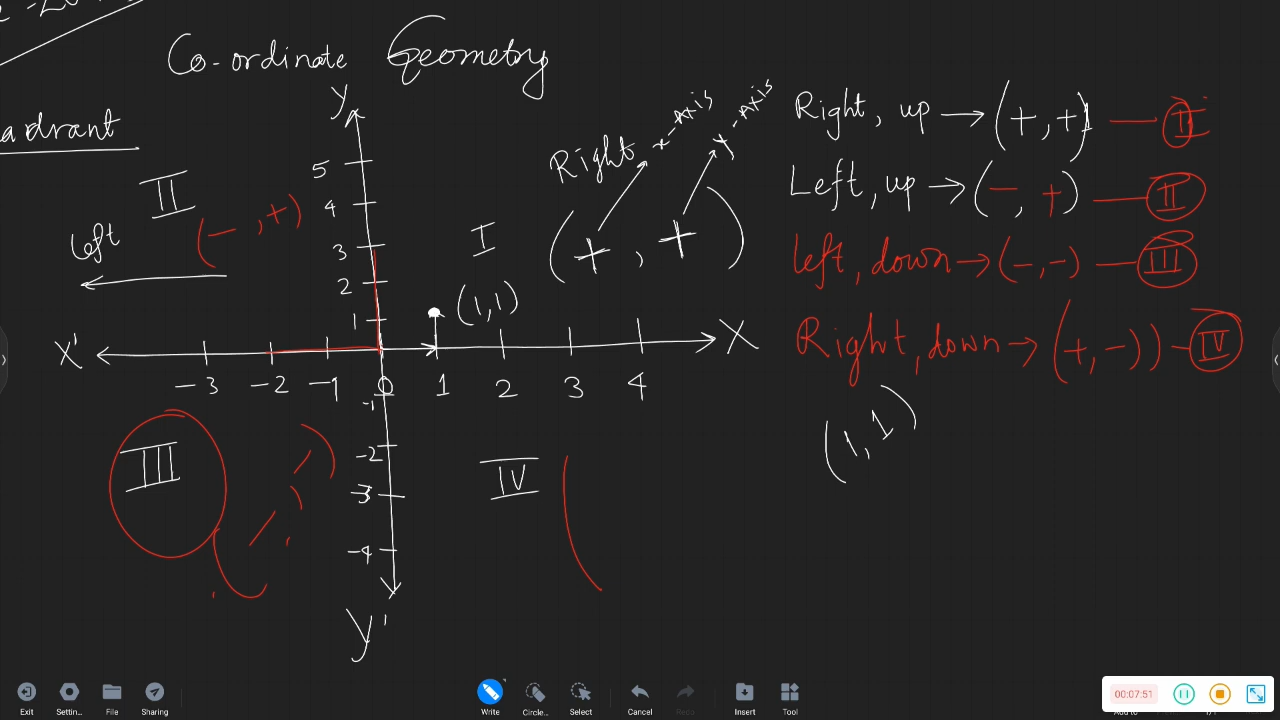 Co-ordinate Geometry
adrant
Y
5
4
3
2
1
II
(-,+)
Left
I
(1,1)
Right
x-Axis
y-Axis
(+,+)
X'
X
-3 -2 -1 0 1 2 3 4
-1
-2
-3
-4
III
IV
Y'
Right, up → (+,+) — I
Left, up → (-,+) — II
left, down → (-,-) — III
Right, down → (+,-)) - IV
(1,1)
Exit Settin... File Sharing Write Circle... Select Cancel Redo Insert Tool
00:07:51